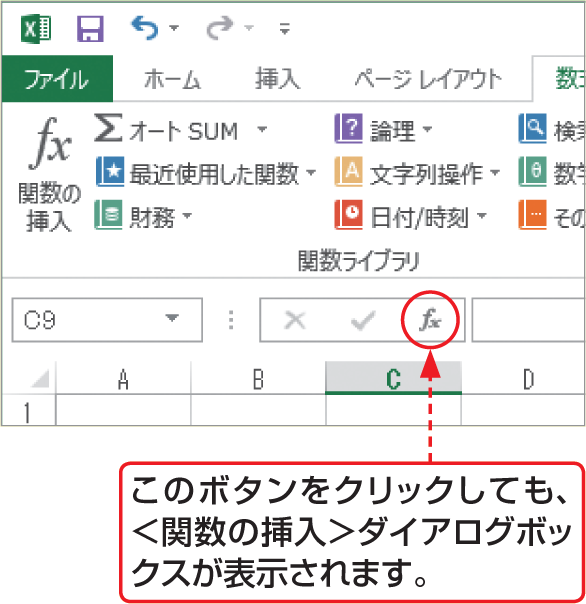 ファイル ホーム 挿入 ページ レイアウト 数式
fx Σ オート SUM ? 論理 検索
最近使用した関数 A 文字列操作 θ 数学
関数の挿入 財務 日付/時刻 その
関数ライブラリ
C9 fx
A B C D
1
このボタンをクリックしても、
<関数の挿入>ダイアログボッ
クスが表示されます。